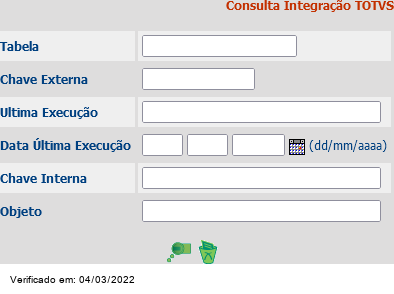 Consulta Integração TOTVS
Tabela
Chave Externa
Ultima Execução
Data Última Execução (dd/mm/aaaa)
Chave Interna
Objeto
Verificado em: 04/03/2022